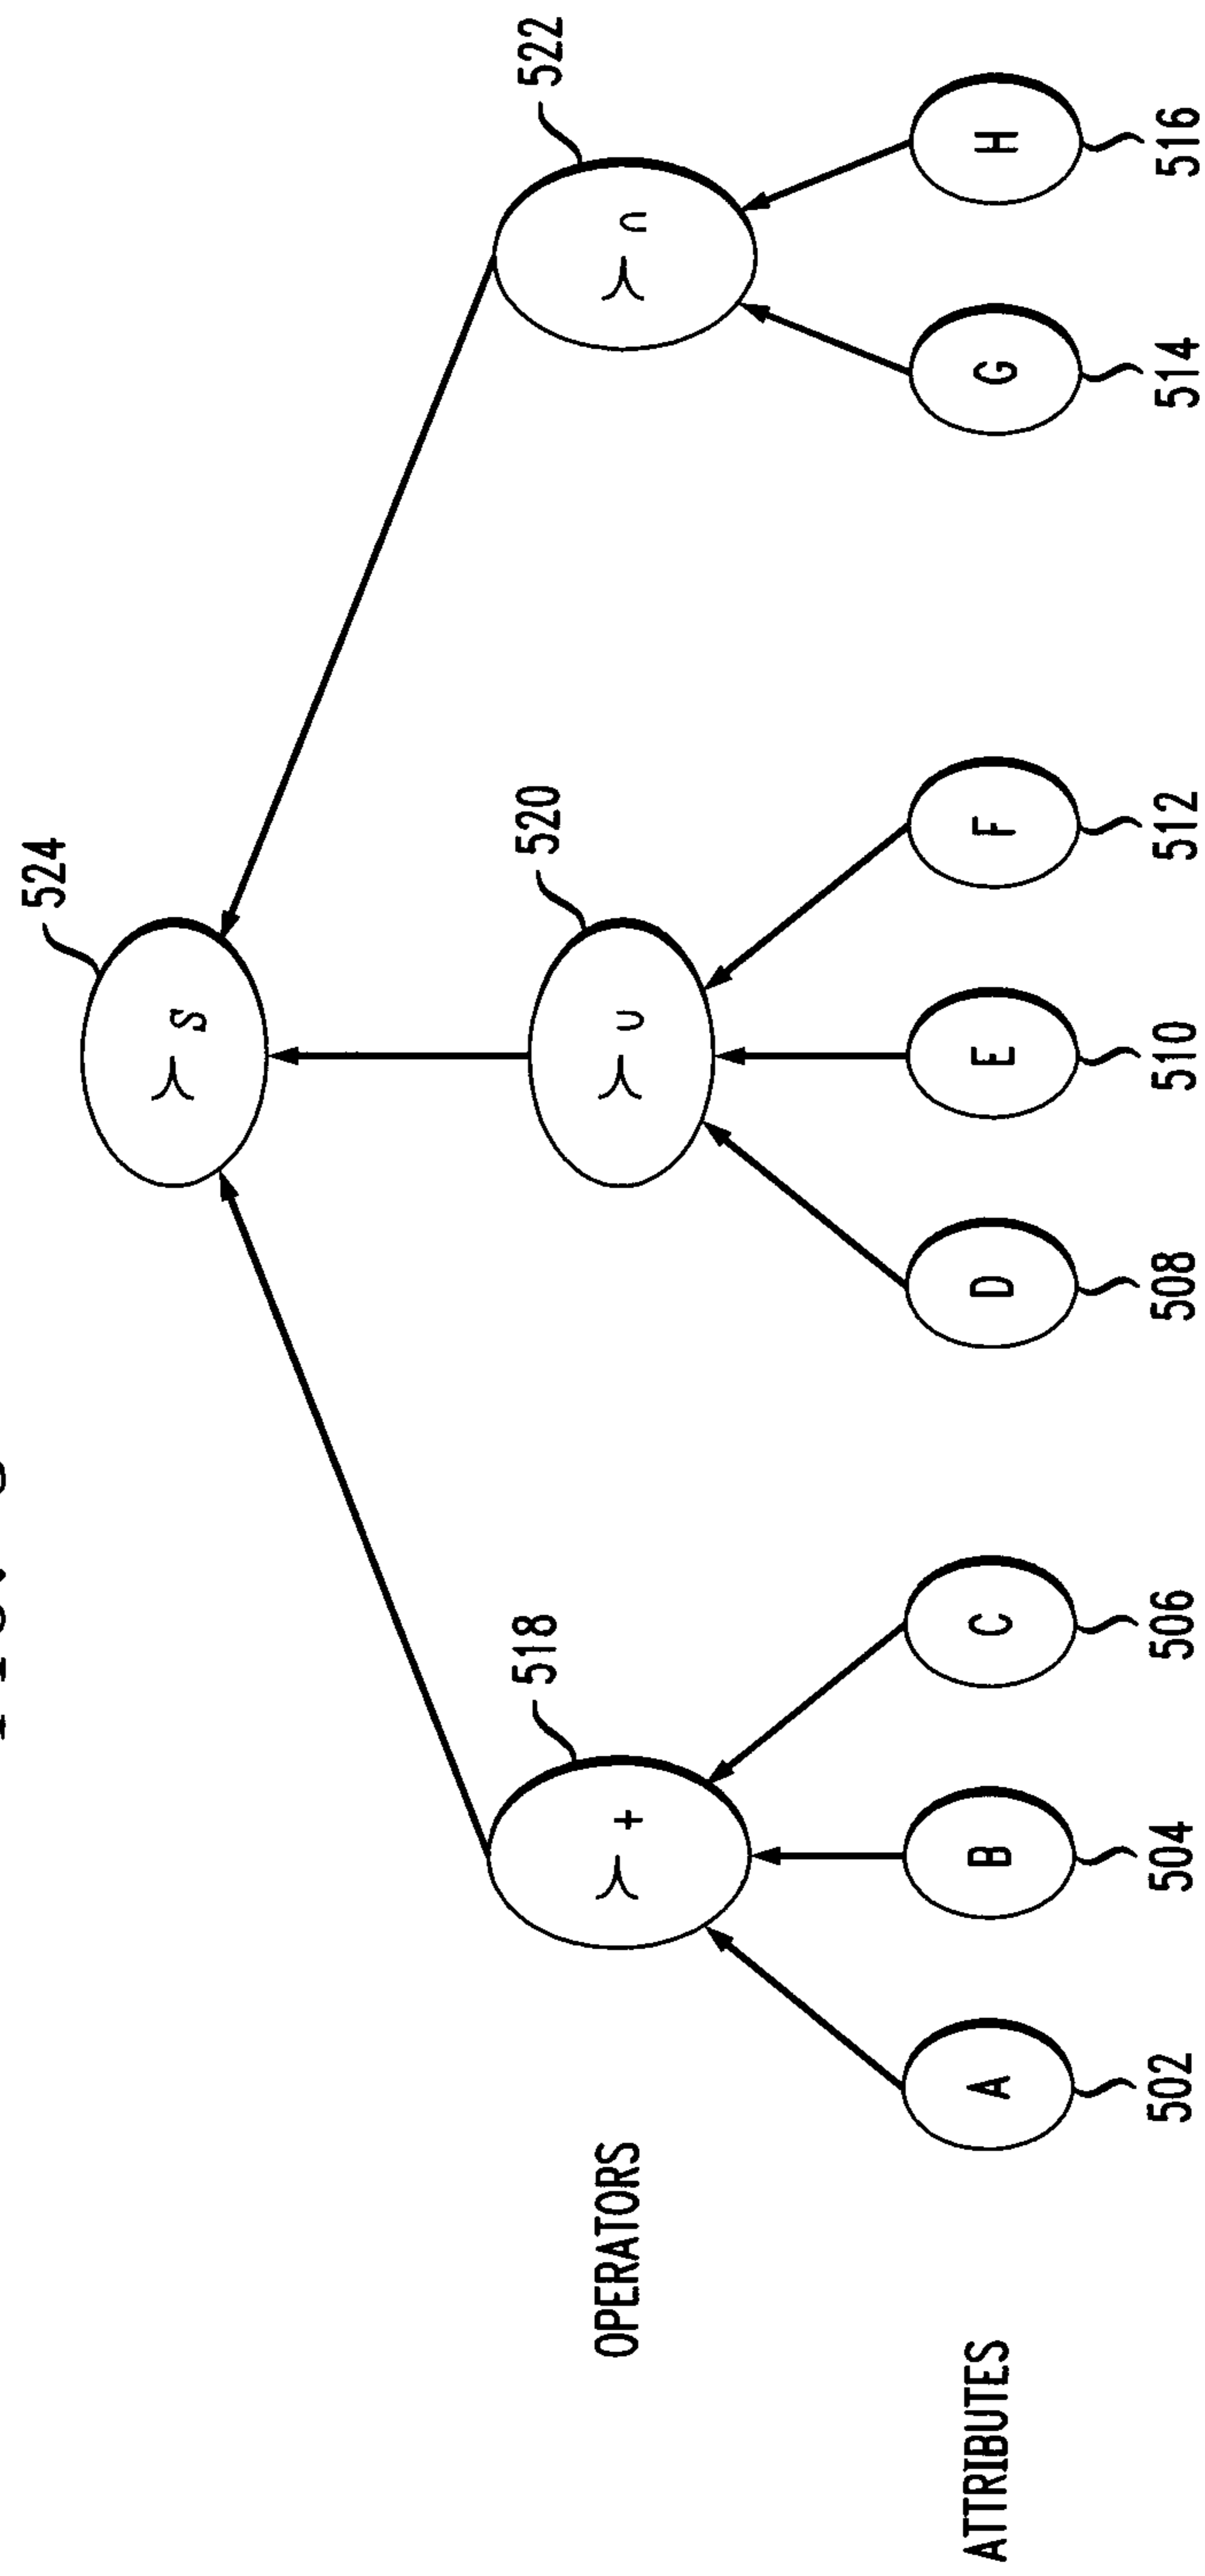 524
≻S
518
520
522
OPERATORS
≻+
≻⊂
≻⊃
ATTRIBUTES
A
B
C
D
E
F
G
H
502
504
506
508
510
512
514
516